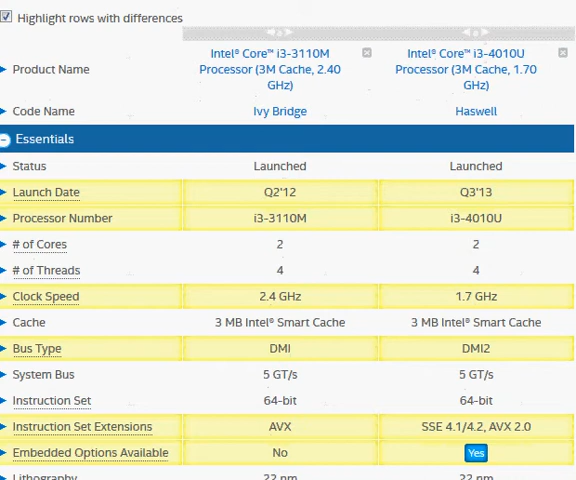 Highlight rows with differences
Product Name Intel® Core™ i3-3110M Processor (3M Cache, 2.40 GHz) Intel® Core™ i3-4010U Processor (3M Cache, 1.70 GHz)
Code Name Ivy Bridge Haswell
Essentials
Status Launched Launched
Launch Date Q2'12 Q3'13
Processor Number i3-3110M i3-4010U
# of Cores 2 2
# of Threads 4 4
Clock Speed 2.4 GHz 1.7 GHz
Cache 3 MB Intel® Smart Cache 3 MB Intel® Smart Cache
Bus Type DMI DMI2
System Bus 5 GT/s 5 GT/s
Instruction Set 64-bit 64-bit
Instruction Set Extensions AVX SSE 4.1/4.2, AVX 2.0
Embedded Options Available No Yes
Lithography 22 nm 22 nm